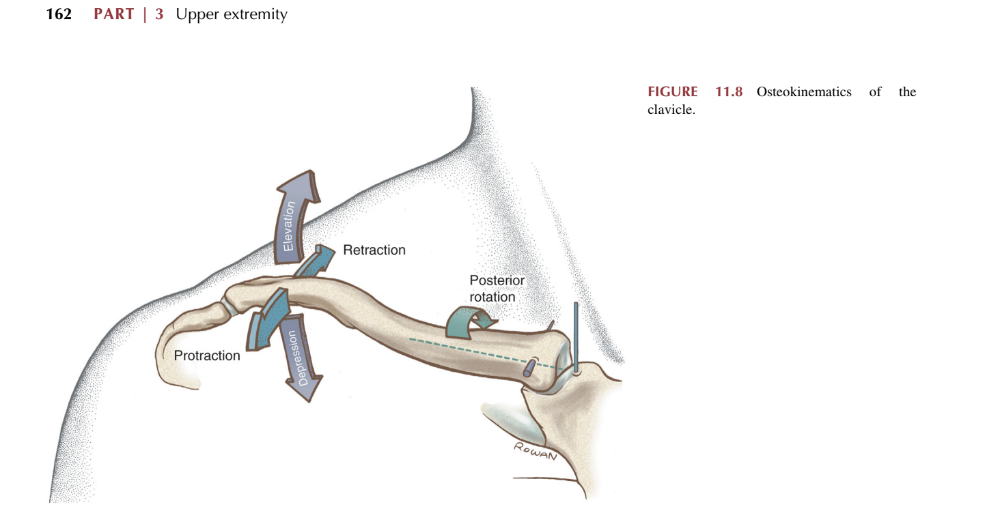 162 PART | 3 Upper extremity
FIGURE 11.8 Osteokinematics of the
clavicle.
Elevation
Retraction
Posterior
rotation
Protraction
Depression
ROWAN